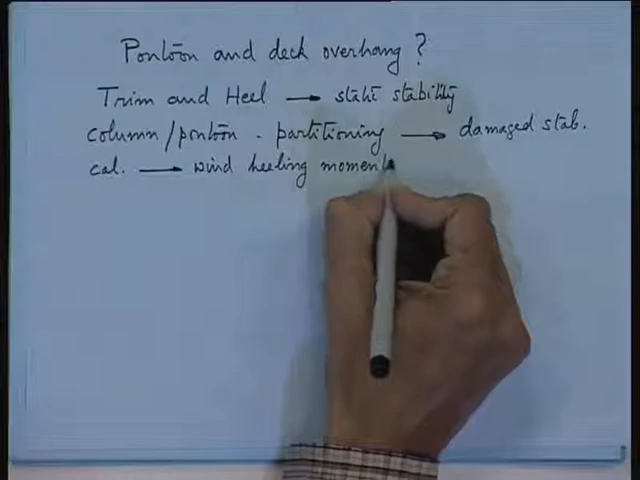 Pontoon and deck overhang ?
Trim and Heel → static stability
column/pontoon - partitioning → damaged stab.
cal. → wind heeling moment